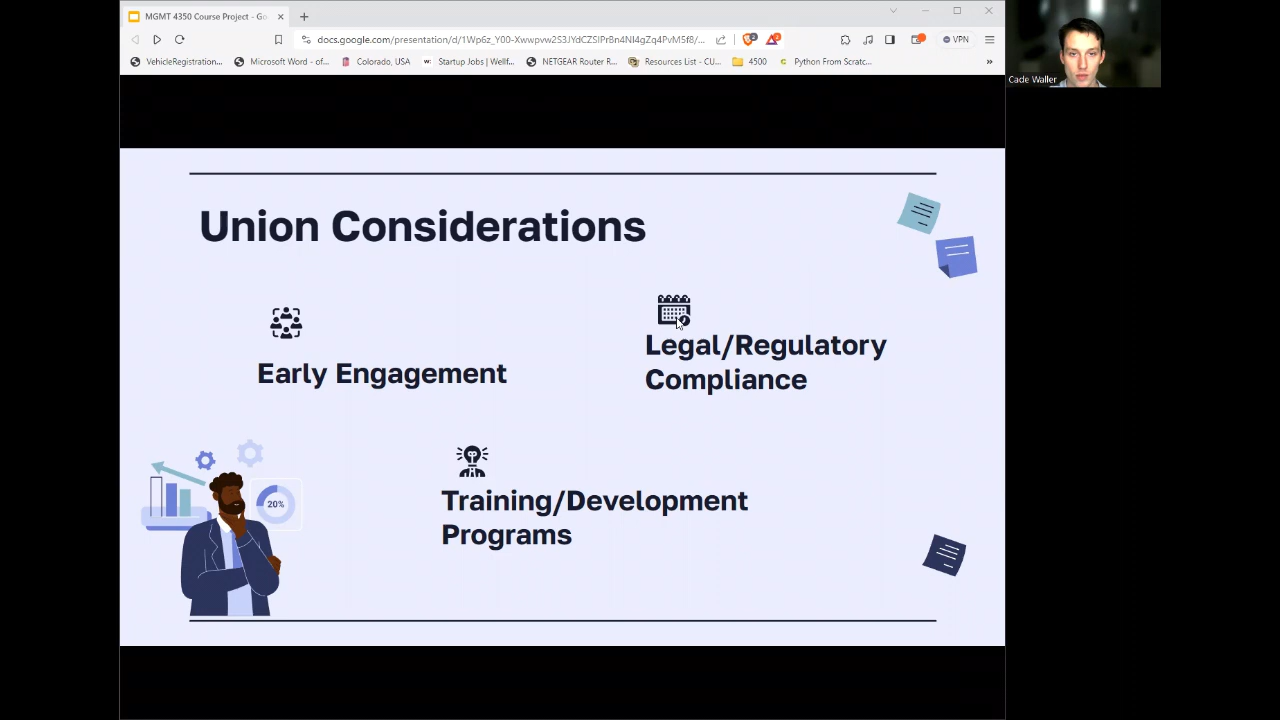 MGMT 4350 Course Project - Go
docs.google.com/presentation/d/
VehicleRegistration...
Microsoft Word - of...
Colorado, USA
Startup Jobs | Wellf...
NETGEAR Router R...
Resources List - CU...
4500
Python From Scratc...
»
VPN
Cade Waller
Union Considerations
Early Engagement
Legal/Regulatory
Compliance
20%
Training/Development
Programs